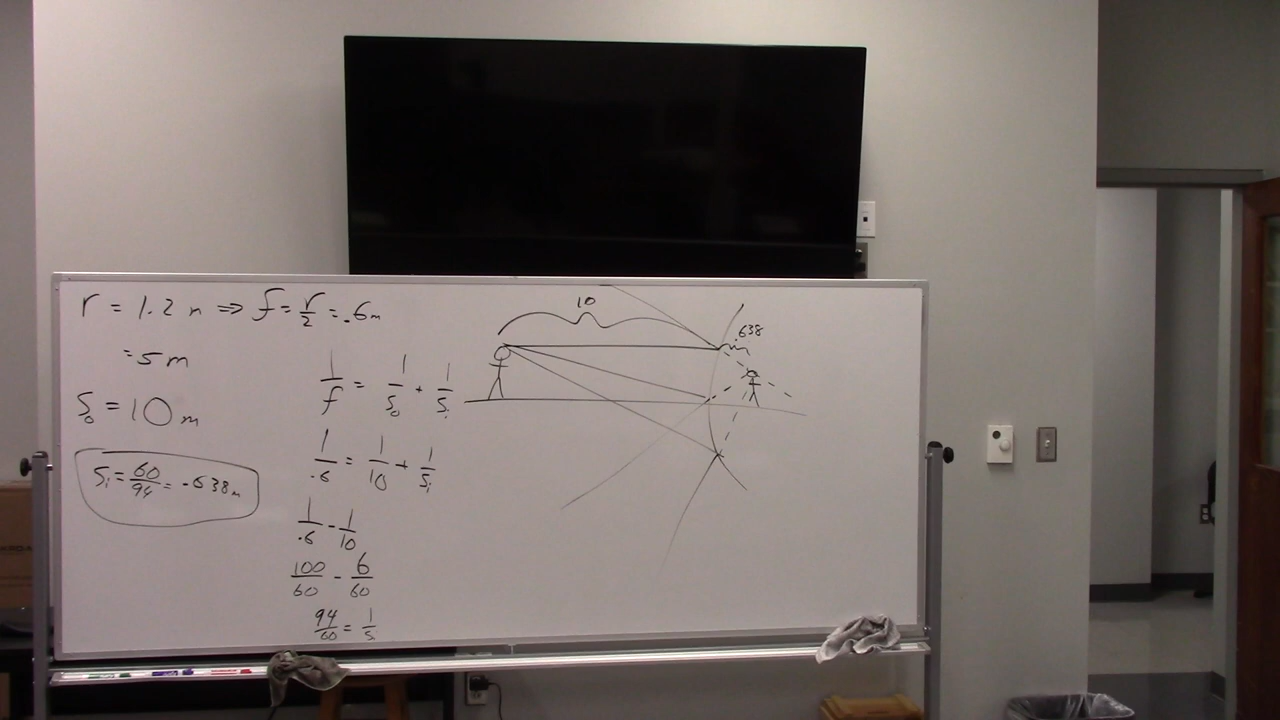 r = 1.2 m ⇒ f = r/2 = .6m
= 5 m
S₀ = 10 m
Sᵢ = 60/94 = .638m
1/f = 1/S₀ + 1/Sᵢ
1/.6 = 1/10 + 1/Sᵢ
1/.6 - 1/10
100/60 - 6/60
94/60 = 1/Sᵢ
10
.638